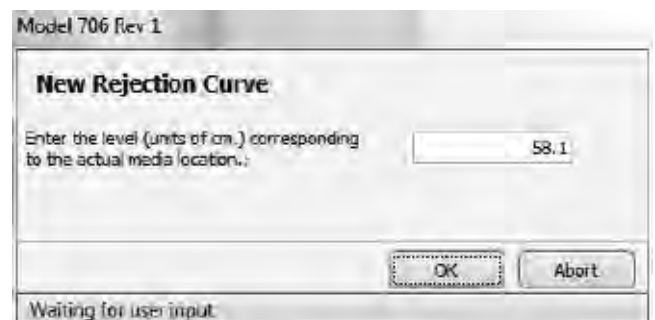 Model 706 Rev 1
New Rejection Curve
Enter the level (units of cm.) corresponding
to the actual media location.:
58.1
OK
Abort
Waiting for user input